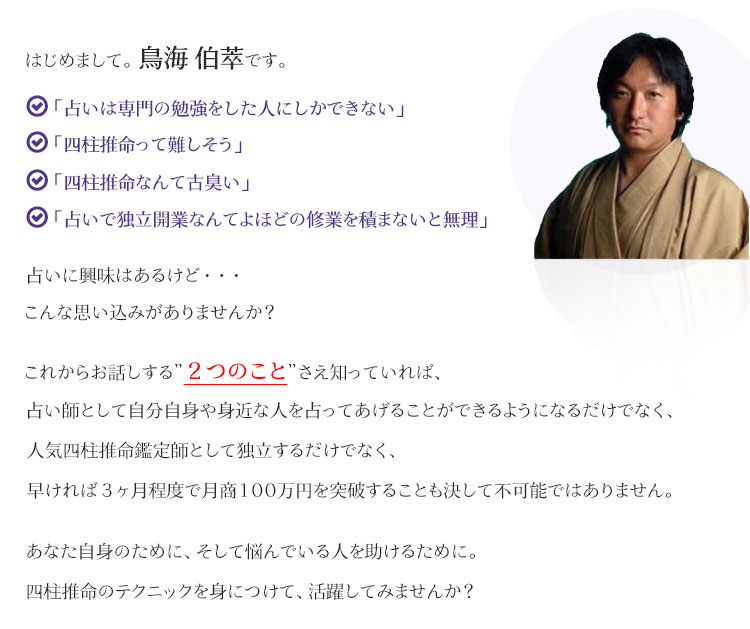 はじめまして。鳥海 伯萃です。
「占いは専門の勉強をした人にしかできない」
「四柱推命って難しそう」
「四柱推命なんて古臭い」
「占いで独立開業なんてよほどの修業を積まないと無理」
占いに興味はあるけど・・・
こんな思い込みがありませんか？
これからお話しする”２つのこと”さえ知っていれば、
占い師として自分自身や身近な人を占ってあげることができるようになるだけでなく、
人気四柱推命鑑定師として独立するだけでなく、
早ければ３ヶ月程度で月商１００万円を突破することも決して不可能ではありません。
あなた自身のために、そして悩んでいる人を助けるために。
四柱推命のテクニックを身につけて、活躍してみませんか？